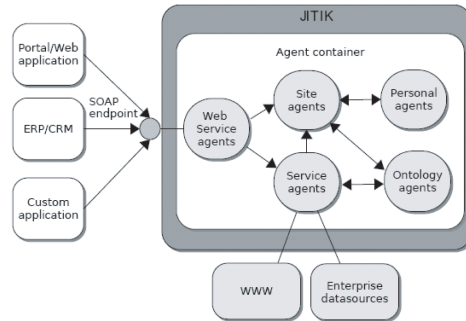 JITIK
Agent container
Portal/Web
application
SOAP
endpoint
ERP/CRM
Custom
application
Web
Service
agents
Site
agents
Personal
agents
Service
agents
Ontology
agents
WWW
Enterprise
datasources